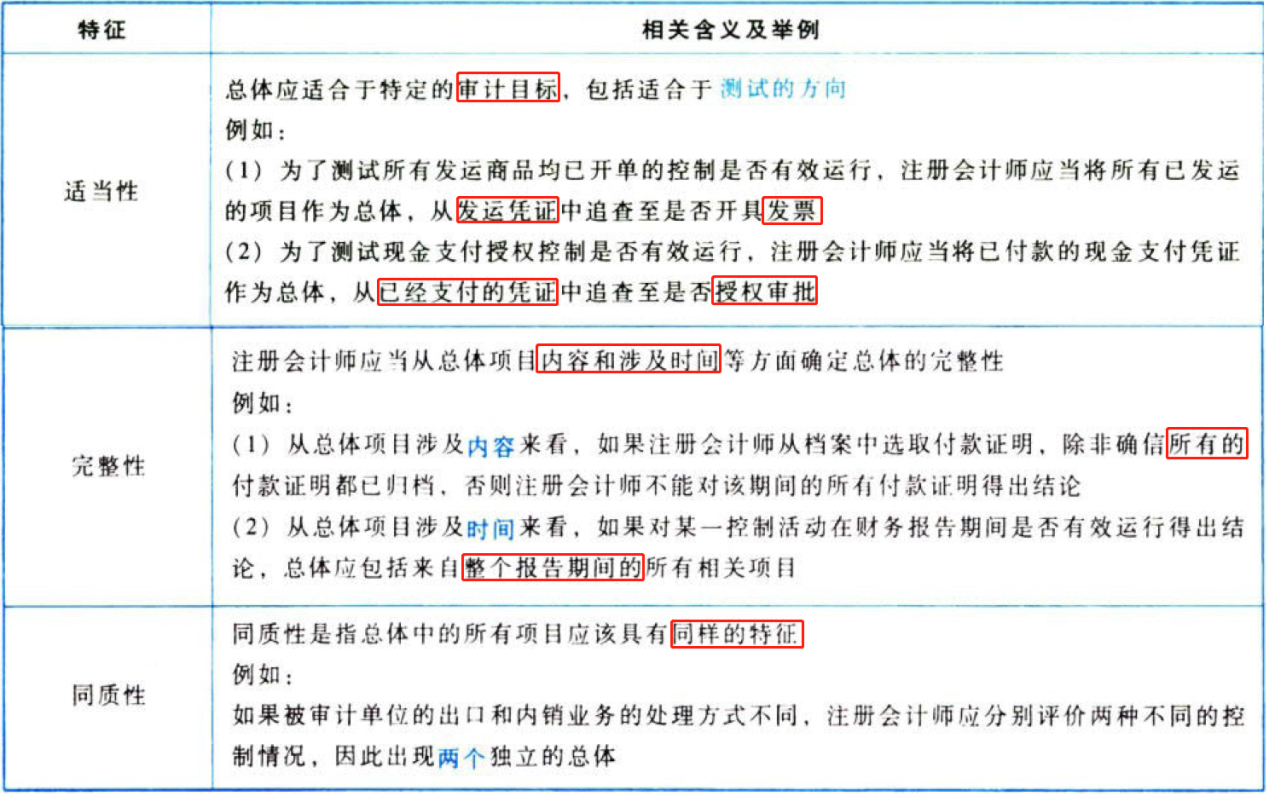 特征
相关含义及举例
适当性
总体应适合于特定的审计目标，包括适合于测试的方向
例如：
(1) 为了测试所有发运商品均已开单的控制是否有效运行，注册会计师应当将所有已发运
的项目作为总体，从发运凭证中追查至是否开具发票
(2) 为了测试现金支付授权控制是否有效运行，注册会计师应当将已付款的现金支付凭证
作为总体，从已经支付的凭证中追查至是否授权审批
完整性
注册会计师应当从总体项目内容和涉及时间等方面确定总体的完整性
例如：
(1) 从总体项目涉及内容来看，如果注册会计师从档案中选取付款证明，除非确信所有的
付款证明都已归档，否则注册会计师不能对该期间的所有付款证明得出结论
(2) 从总体项目涉及时间来看，如果对某一控制活动在财务报告期间是否有效运行得出结
论，总体应包括来自整个报告期间的所有相关项目
同质性
同质性是指总体中的所有项目应该具有同样的特征
例如：
如果被审计单位的出口和内销业务的处理方式不同，注册会计师应分别评价两种不同的控
制情况，因此出现两个独立的总体